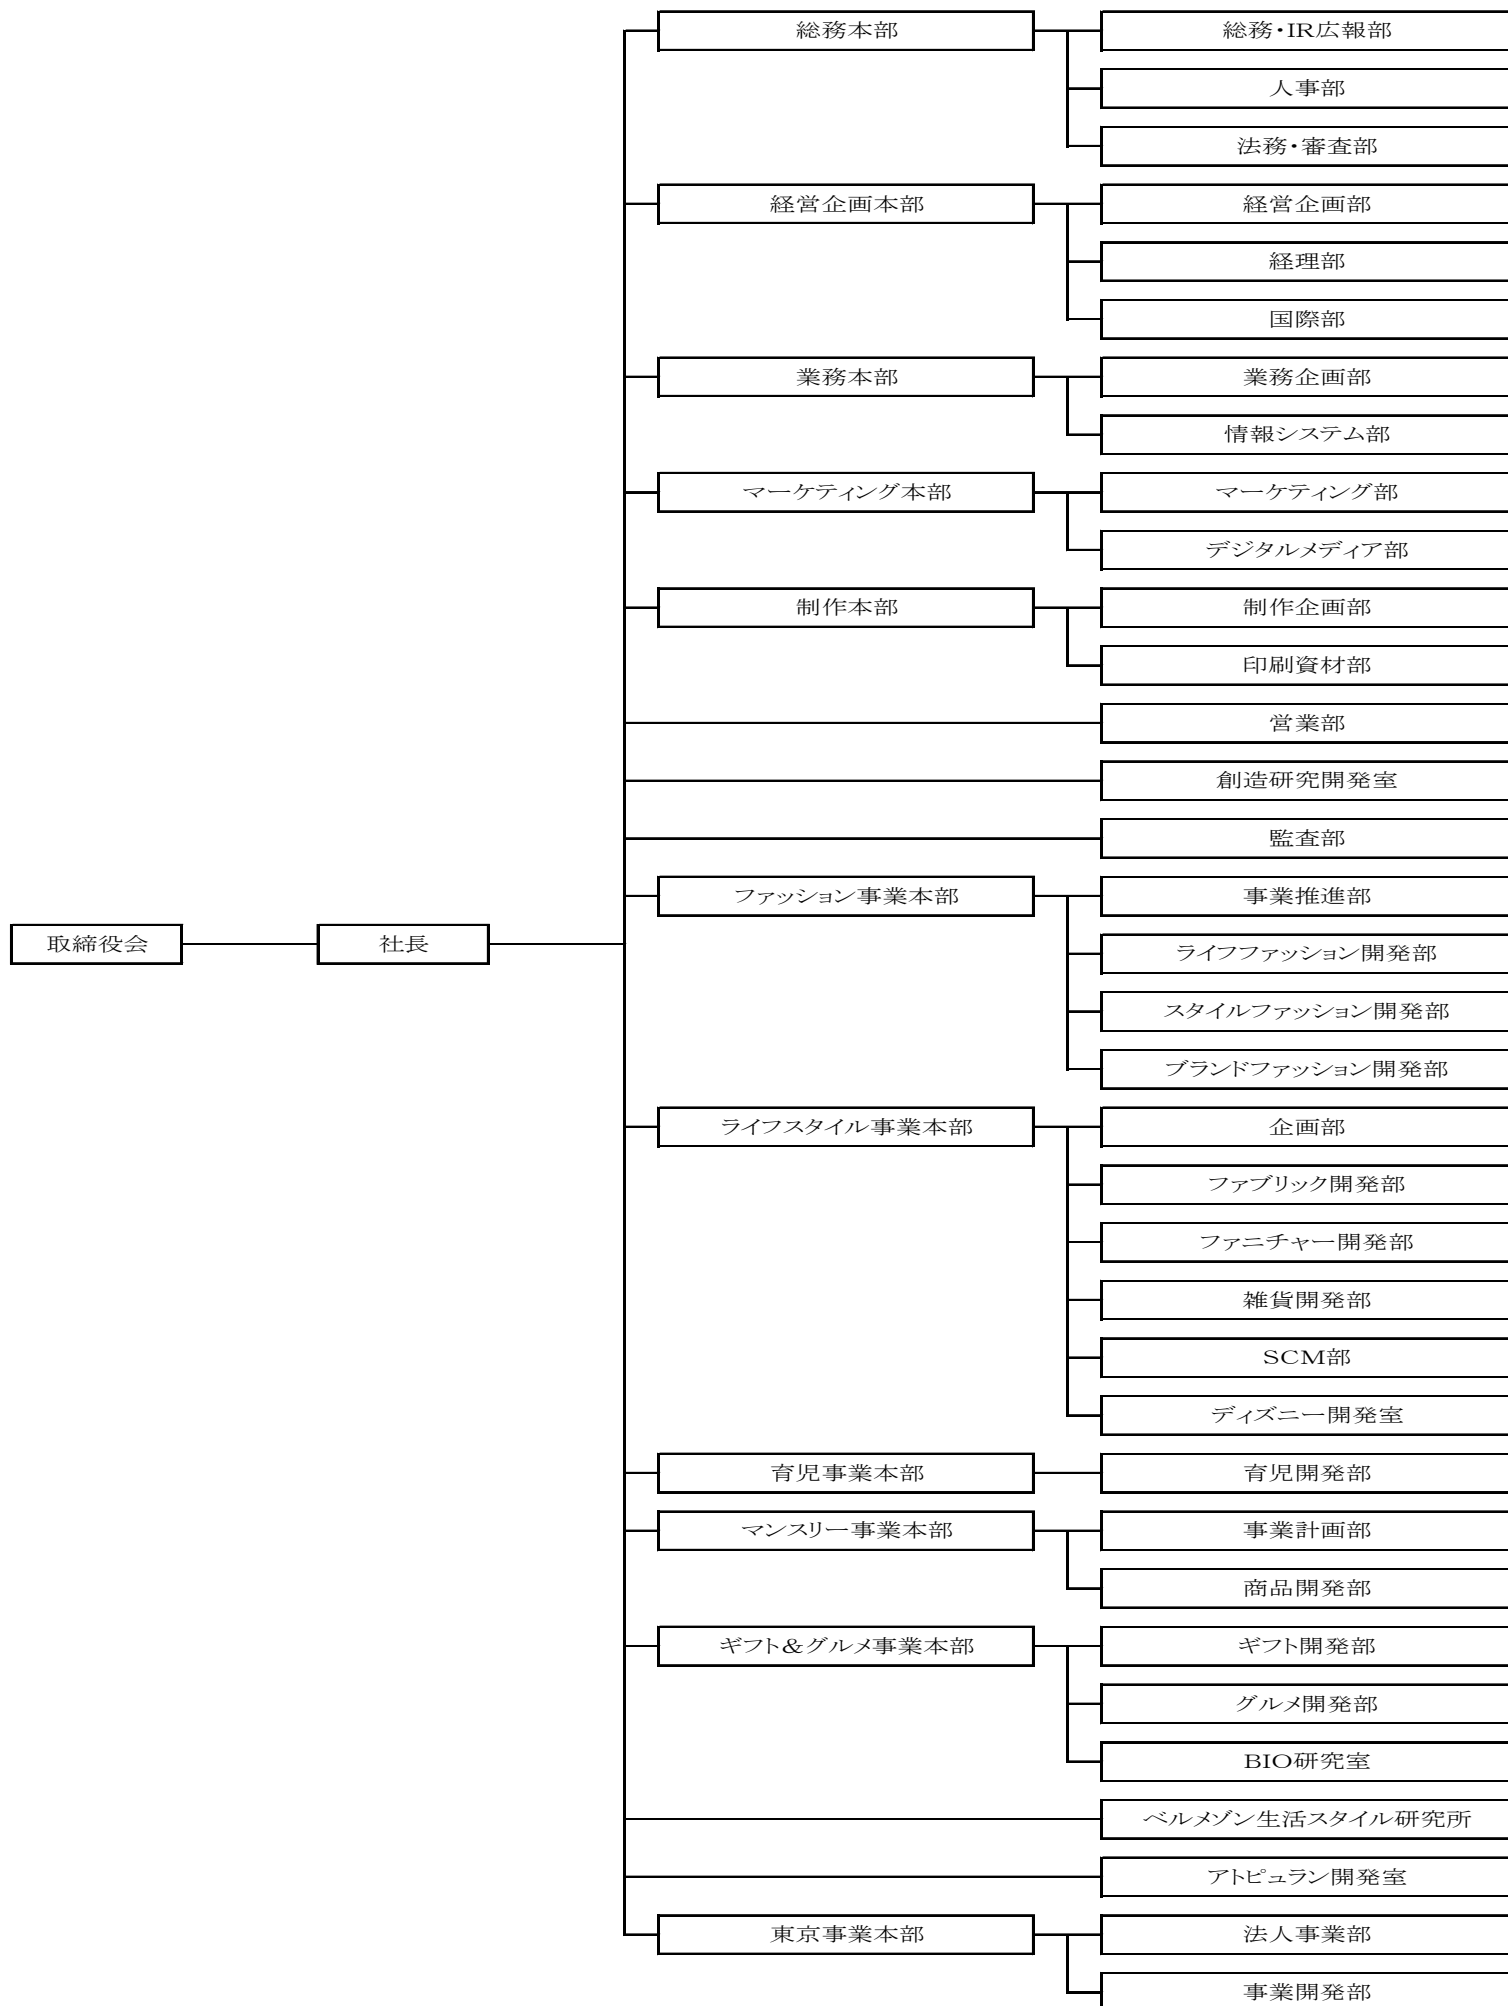 総務本部
総務・IR広報部
人事部
法務・審査部
経営企画本部
経営企画部
経理部
国際部
業務本部
業務企画部
情報システム部
マーケティング本部
マーケティング部
デジタルメディア部
制作本部
制作企画部
印刷資材部
営業部
創造研究開発室
監査部
ファッション事業本部
事業推進部
取締役会
社長
ライフファッション開発部
スタイルファッション開発部
ブランドファッション開発部
ライフスタイル事業本部
企画部
ファブリック開発部
ファニチャー開発部
雑貨開発部
SCM部
ディズニー開発室
育児事業本部
育児開発部
マンスリー事業本部
事業計画部
商品開発部
ギフト&グルメ事業本部
ギフト開発部
グルメ開発部
BIO研究室
ベルメゾン生活スタイル研究所
アトピュラン開発室
東京事業本部
法人事業部
事業開発部